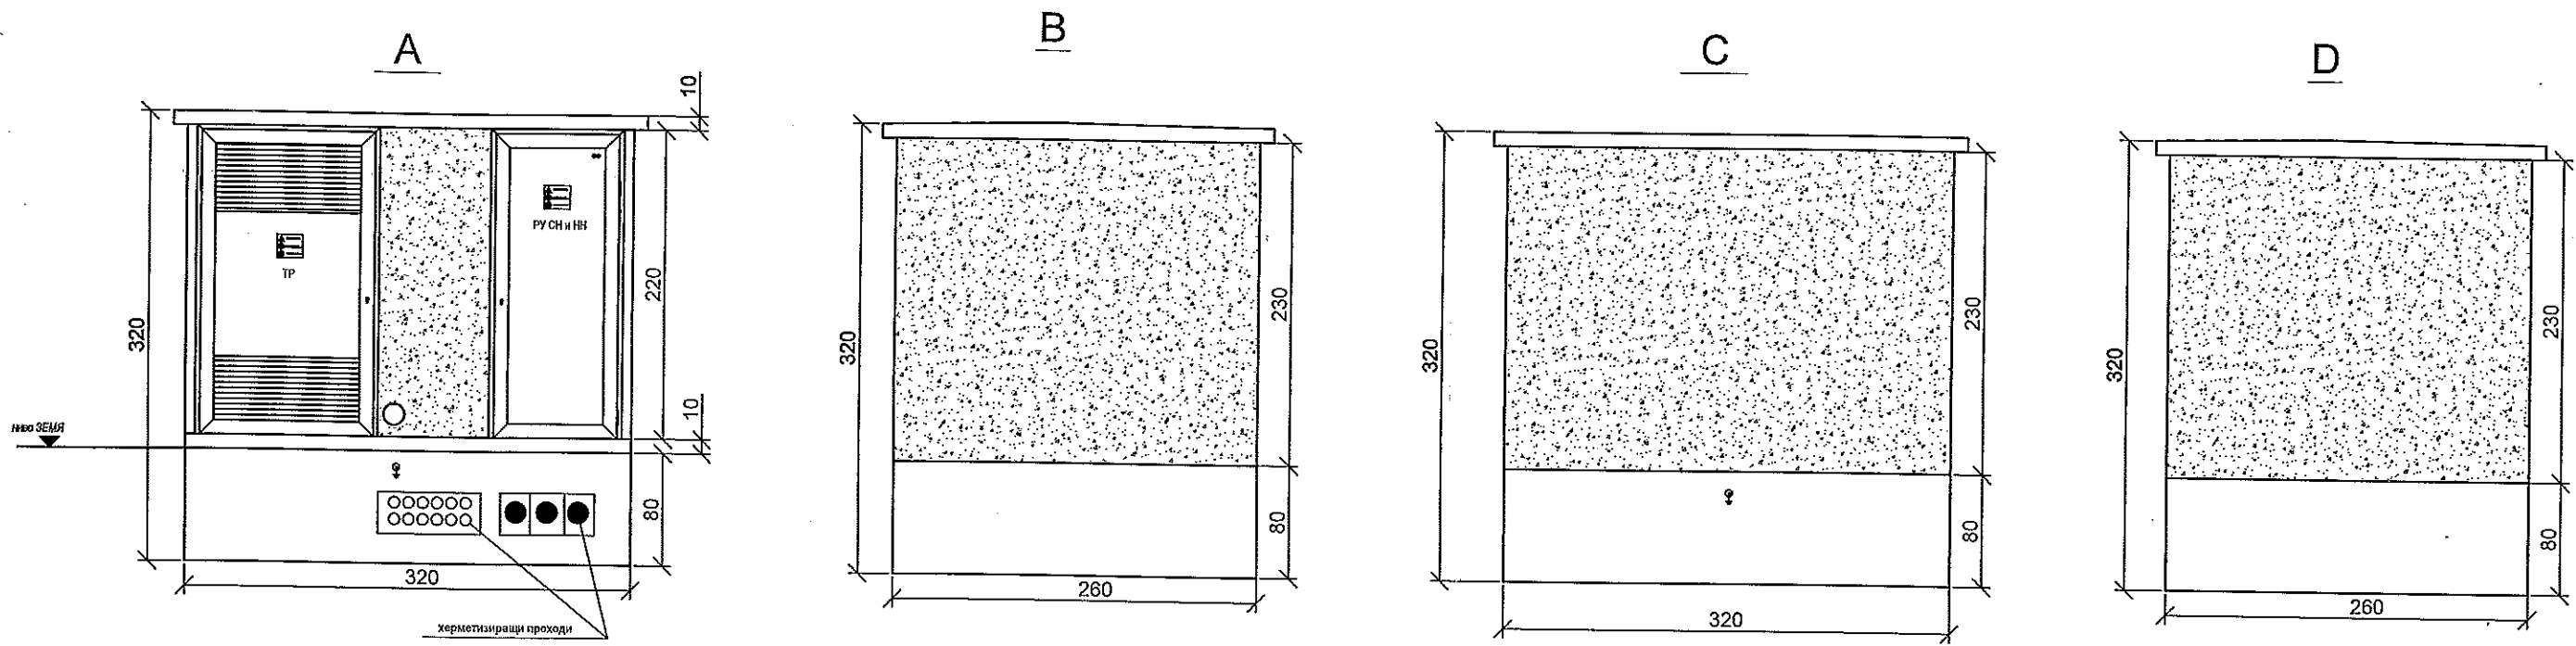 A
10
320
220
ТР
РУ СН и НН
10
ниво ЗЕМЯ
80
320
херметизиращи проходи
B
320
230
80
260
C
320
230
80
320
D
320
230
80
260